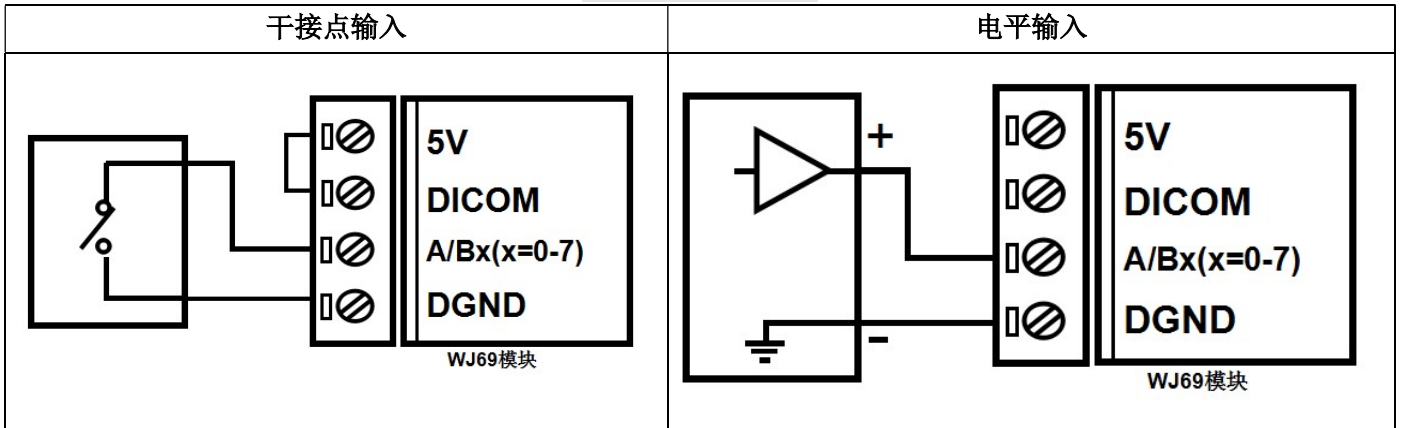 干接点输入
5V
DICOM
A/Bx(x=0-7)
DGND
WJ69模块
电平输入
+
-
5V
DICOM
A/Bx(x=0-7)
DGND
WJ69模块